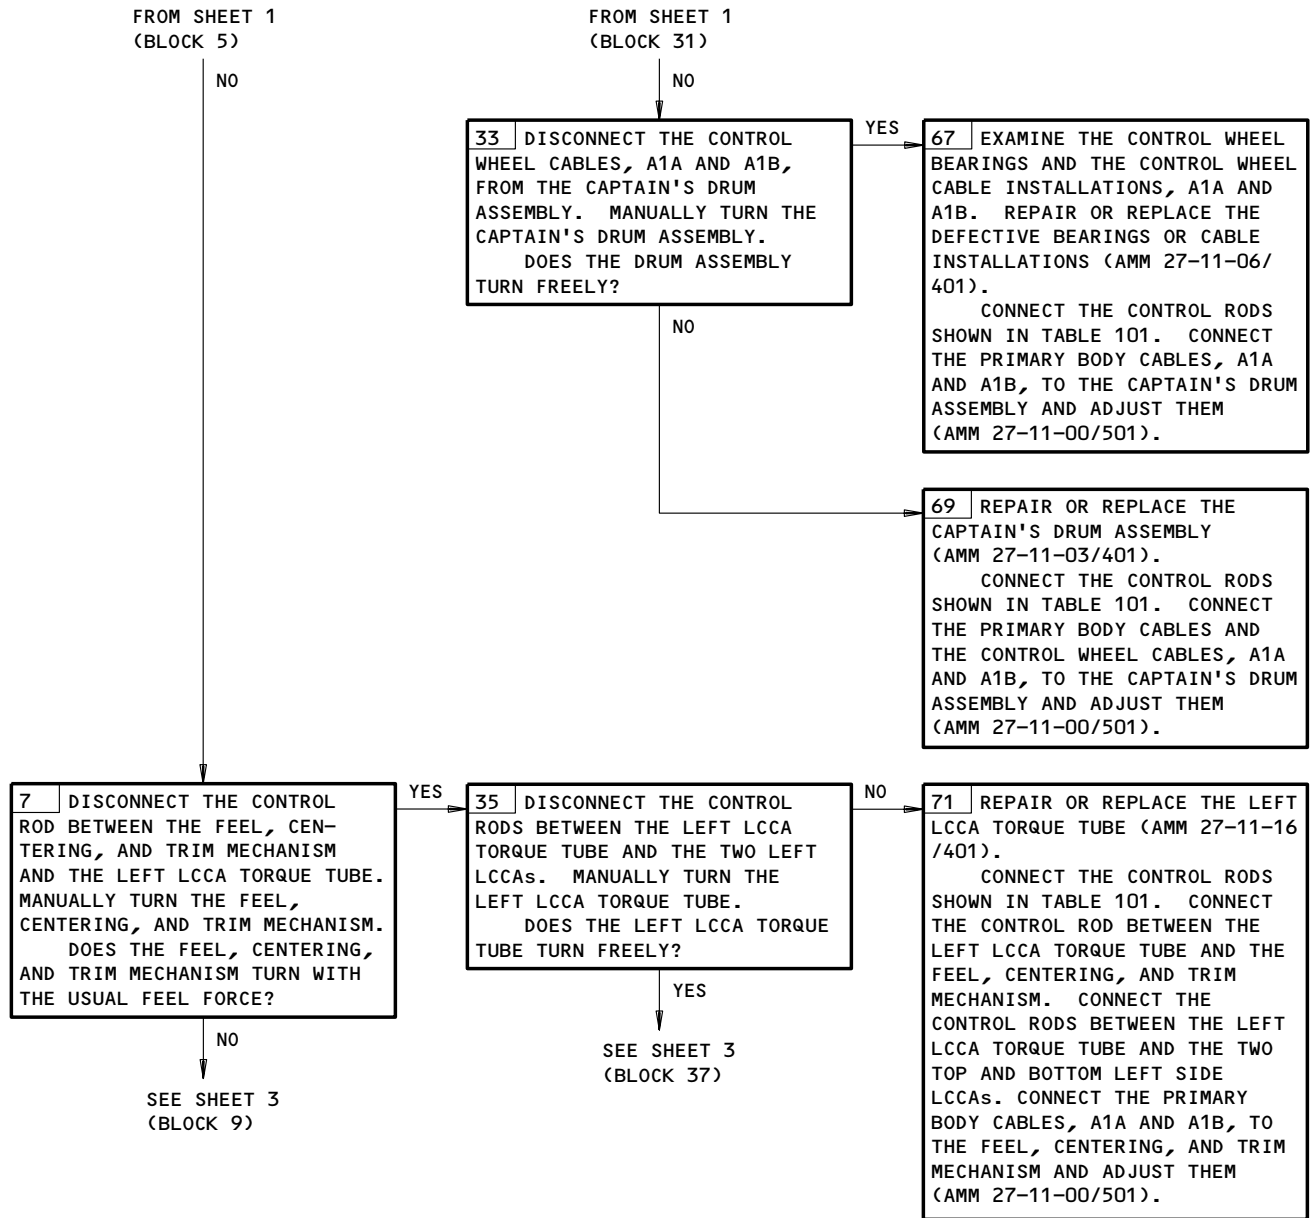 FROM SHEET 1
(BLOCK 5)
NO
FROM SHEET 1
(BLOCK 31)
NO
33 DISCONNECT THE CONTROL
WHEEL CABLES, A1A AND A1B,
FROM THE CAPTAIN'S DRUM
ASSEMBLY. MANUALLY TURN THE
CAPTAIN'S DRUM ASSEMBLY.
DOES THE DRUM ASSEMBLY
TURN FREELY?
YES
NO
67 EXAMINE THE CONTROL WHEEL
BEARINGS AND THE CONTROL WHEEL
CABLE INSTALLATIONS, A1A AND
A1B. REPAIR OR REPLACE THE
DEFECTIVE BEARINGS OR CABLE
INSTALLATIONS (AMM 27-11-06/
401).
CONNECT THE CONTROL RODS
SHOWN IN TABLE 101. CONNECT
THE PRIMARY BODY CABLES, A1A
AND A1B, TO THE CAPTAIN'S DRUM
ASSEMBLY AND ADJUST THEM
(AMM 27-11-00/501).
69 REPAIR OR REPLACE THE
CAPTAIN'S DRUM ASSEMBLY
(AMM 27-11-03/401).
CONNECT THE CONTROL RODS
SHOWN IN TABLE 101. CONNECT
THE PRIMARY BODY CABLES AND
THE CONTROL WHEEL CABLES, A1A
AND A1B, TO THE CAPTAIN'S DRUM
ASSEMBLY AND ADJUST THEM
(AMM 27-11-00/501).
7 DISCONNECT THE CONTROL
ROD BETWEEN THE FEEL, CEN-
TERING, AND TRIM MECHANISM
AND THE LEFT LCCA TORQUE TUBE.
MANUALLY TURN THE FEEL,
CENTERING, AND TRIM MECHANISM.
DOES THE FEEL, CENTERING,
AND TRIM MECHANISM TURN WITH
THE USUAL FEEL FORCE?
YES
NO
SEE SHEET 3
(BLOCK 9)
35 DISCONNECT THE CONTROL
RODS BETWEEN THE LEFT LCCA
TORQUE TUBE AND THE TWO LEFT
LCCAs. MANUALLY TURN THE
LEFT LCCA TORQUE TUBE.
DOES THE LEFT LCCA TORQUE
TUBE TURN FREELY?
NO
YES
SEE SHEET 3
(BLOCK 37)
71 REPAIR OR REPLACE THE LEFT
LCCA TORQUE TUBE (AMM 27-11-16
/401).
CONNECT THE CONTROL RODS
SHOWN IN TABLE 101. CONNECT
THE CONTROL ROD BETWEEN THE
LEFT LCCA TORQUE TUBE AND THE
FEEL, CENTERING, AND TRIM
MECHANISM. CONNECT THE
CONTROL RODS BETWEEN THE LEFT
LCCA TORQUE TUBE AND THE TWO
TOP AND BOTTOM LEFT SIDE
LCCAs. CONNECT THE PRIMARY
BODY CABLES, A1A AND A1B, TO
THE FEEL, CENTERING, AND TRIM
MECHANISM AND ADJUST THEM
(AMM 27-11-00/501).